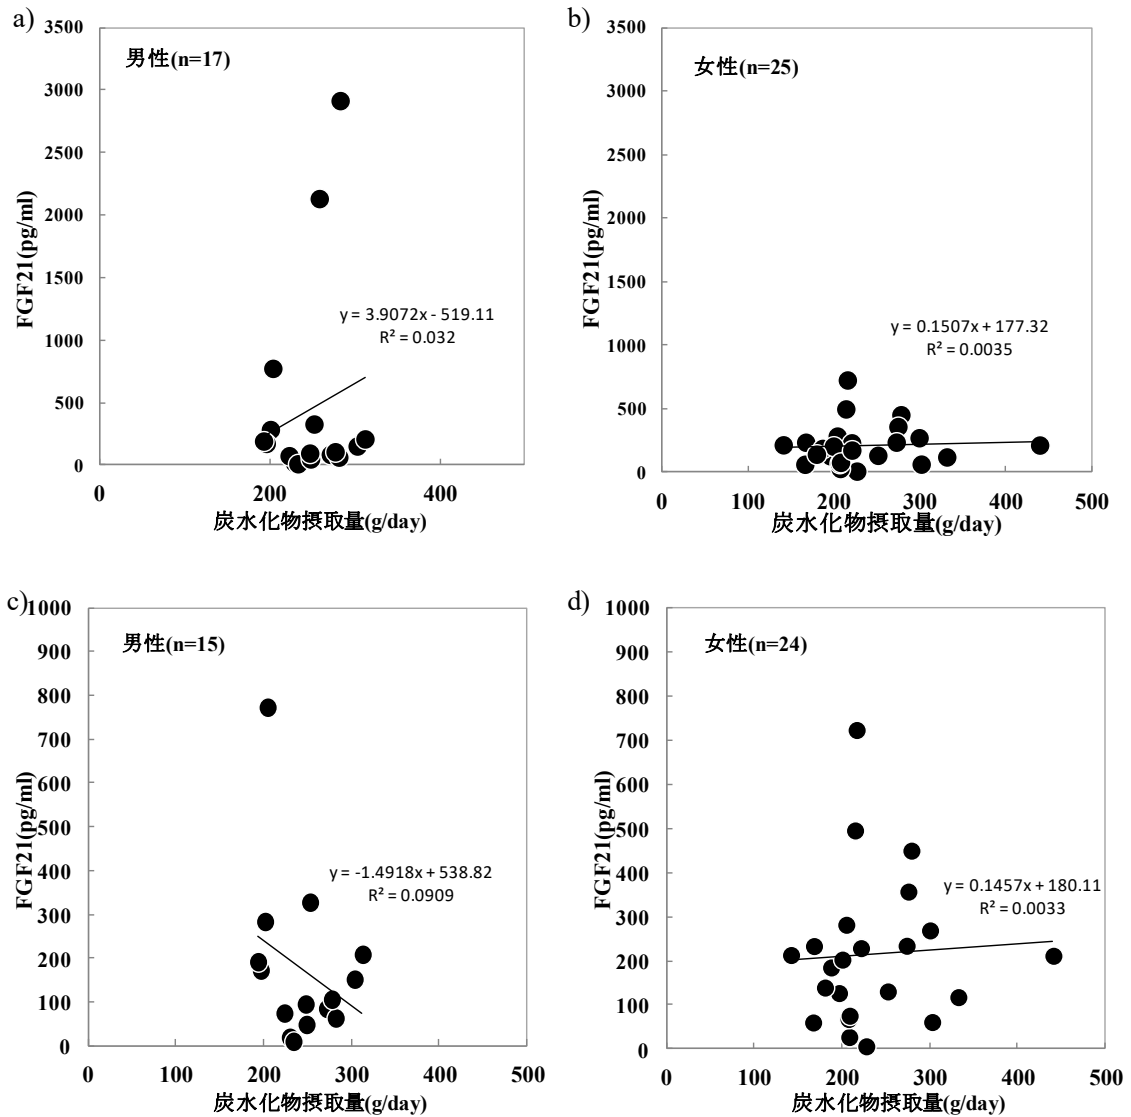 a)
男性(n=17)
3500
3000
2500
2000
1500
1000
500
0
FGF21(pg/ml)
y = 3.9072x - 519.11
R² = 0.032
0 200 400
炭水化物摂取量(g/day)
b)
女性(n=25)
3500
3000
2500
2000
1500
1000
500
0
FGF21(pg/ml)
y = 0.1507x + 177.32
R² = 0.0035
0 100 200 300 400 500
炭水化物摂取量(g/day)
c)
男性(n=15)
1000
900
800
700
600
500
400
300
200
100
0
FGF21(pg/ml)
y = -1.4918x + 538.82
R² = 0.0909
0 100 200 300 400 500
炭水化物摂取量(g/day)
d)
女性(n=24)
1000
900
800
700
600
500
400
300
200
100
0
FGF21(pg/ml)
y = 0.1457x + 180.11
R² = 0.0033
0 100 200 300 400 500
炭水化物摂取量(g/day)